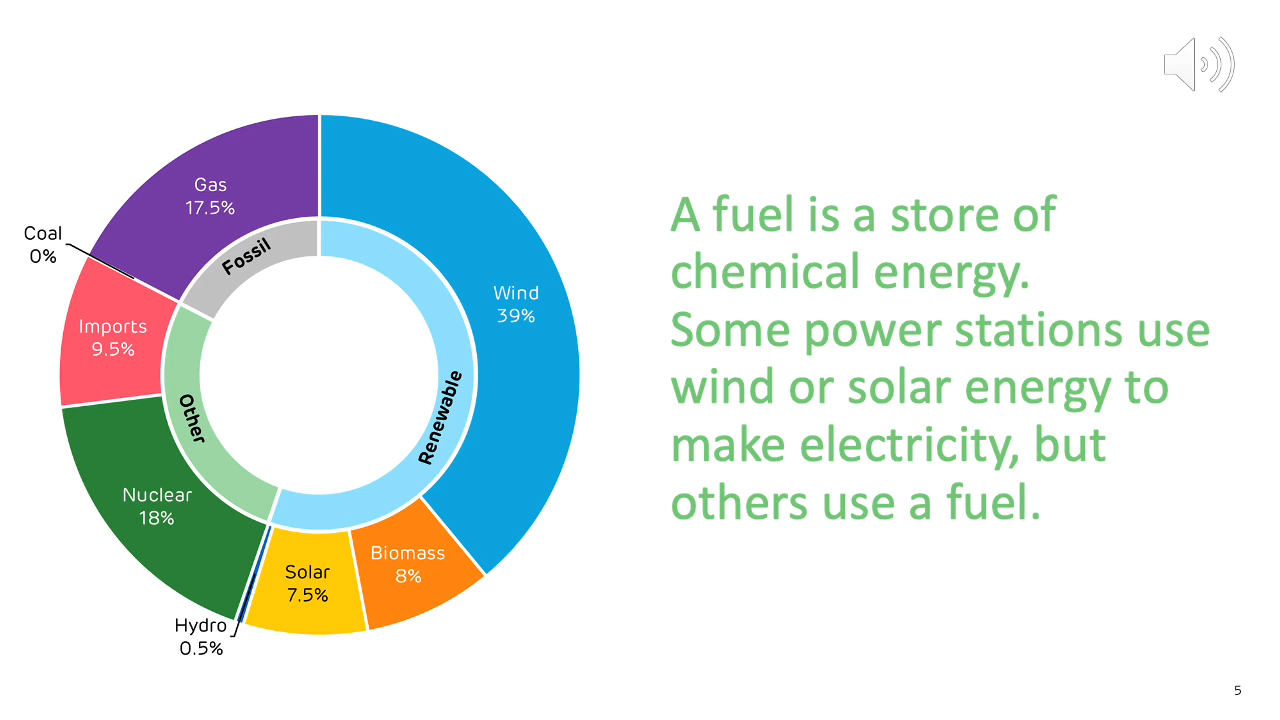 Gas
17.5%
Coal
0%
Fossil
Wind
39%
Imports
9.5%
Other
Renewable
Nuclear
18%
Biomass
8%
Solar
7.5%
Hydro
0.5%
A fuel is a store of
chemical energy.
Some power stations use
wind or solar energy to
make electricity, but
others use a fuel.
5